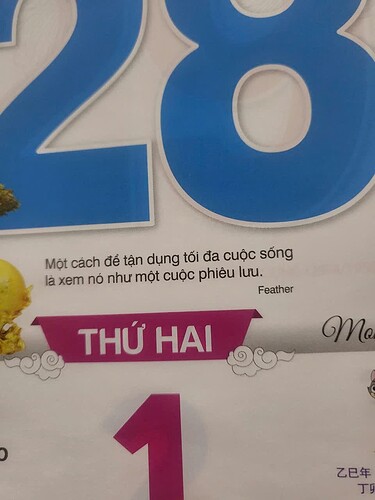 28
Một cách để tận dụng tối đa cuộc sống
là xem nó như một cuộc phiêu lưu.
Feather
THỨ HAI
1
乙巳年